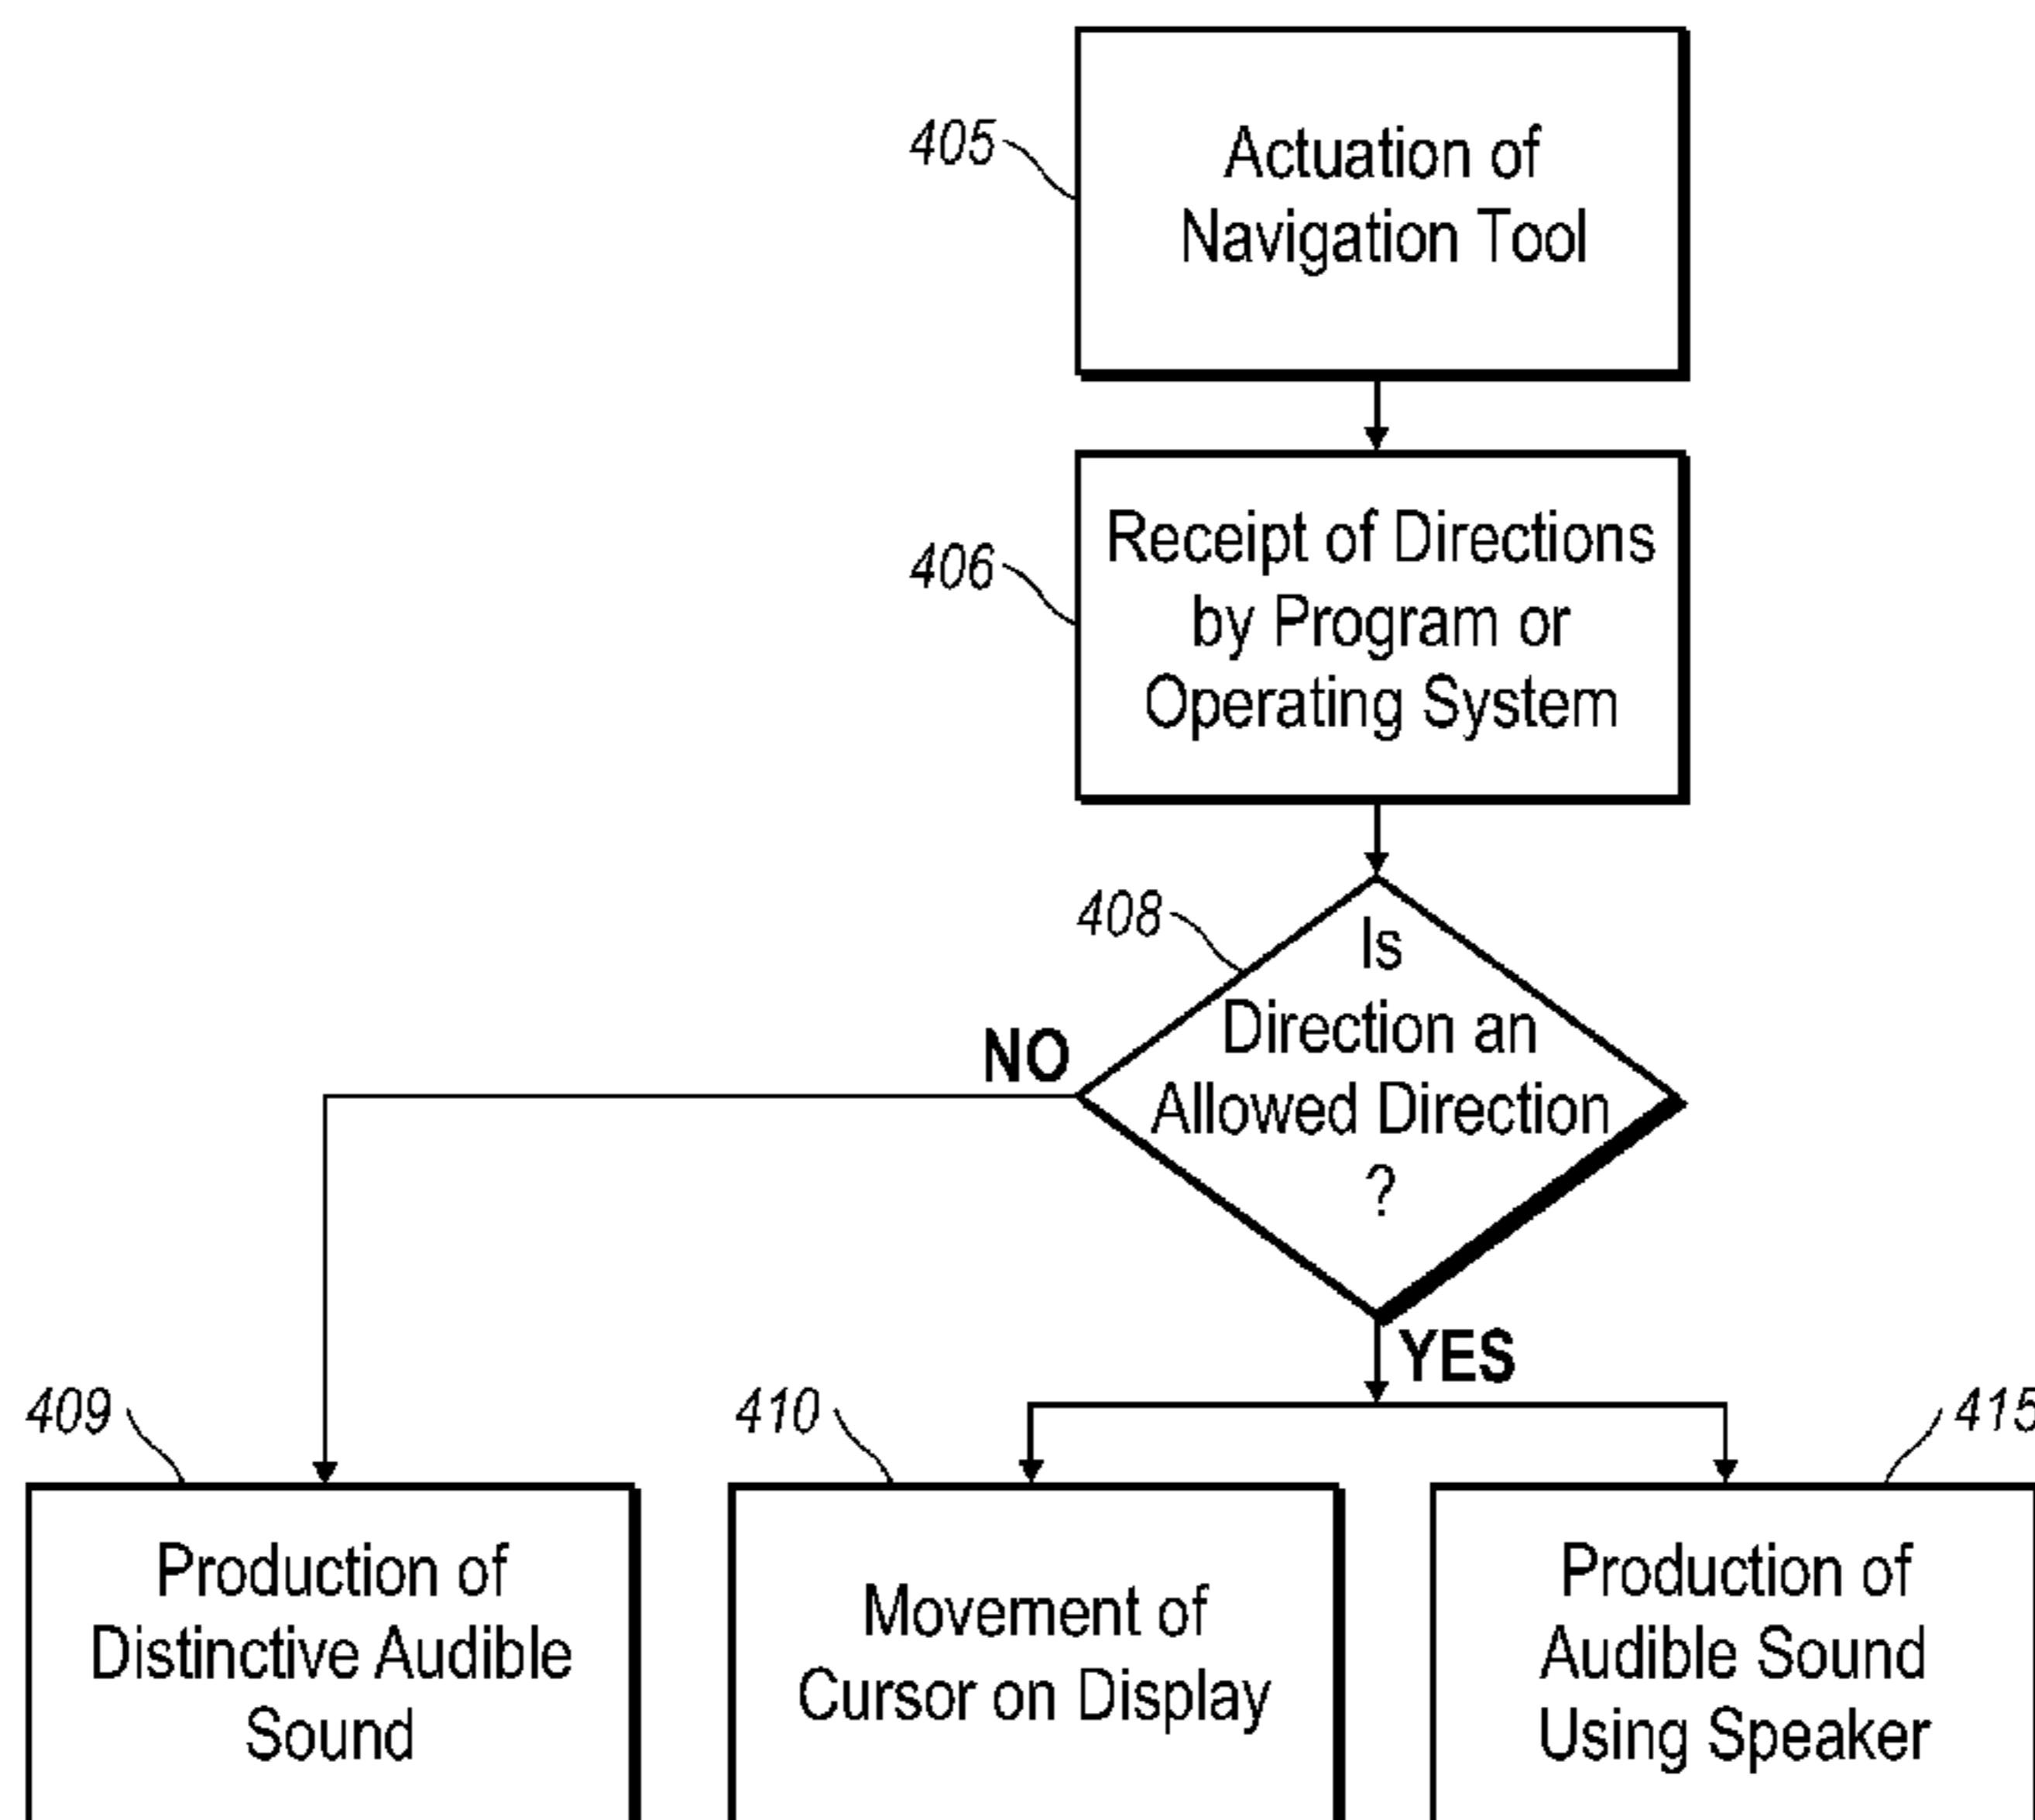 405
Actuation of
Navigation Tool
406
Receipt of Directions
by Program or
Operating System
408
Is
Direction an
Allowed Direction
?
NO
YES
409
Production of
Distinctive Audible
Sound
410
Movement of
Cursor on Display
415
Production of
Audible Sound
Using Speaker